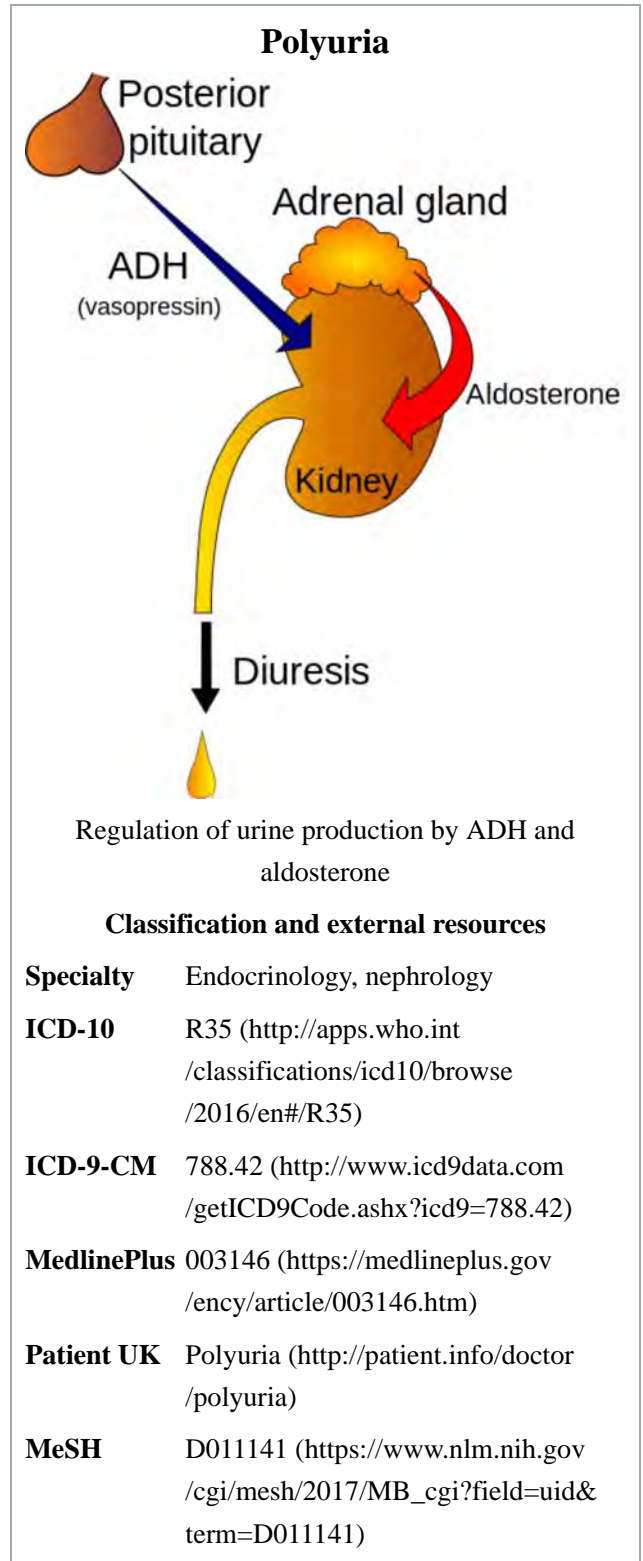 Polyuria
Posterior
pituitary
Adrenal gland
ADH
(vasopressin)
Aldosterone
Kidney
Diuresis
Regulation of urine production by ADH and
aldosterone
Classification and external resources
Specialty Endocrinology, nephrology
ICD-10 R35 (http://apps.who.int
/classifications/icd10/browse
/2016/en#/R35)
ICD-9-CM 788.42 (http://www.icd9data.com
/getICD9Code.ashx?icd9=788.42)
MedlinePlus 003146 (https://medlineplus.gov
/ency/article/003146.htm)
Patient UK Polyuria (http://patient.info/doctor
/polyuria)
MeSH D011141 (https://www.nlm.nih.gov
/cgi/mesh/2017/MB_cgi?field=uid&
term=D011141)